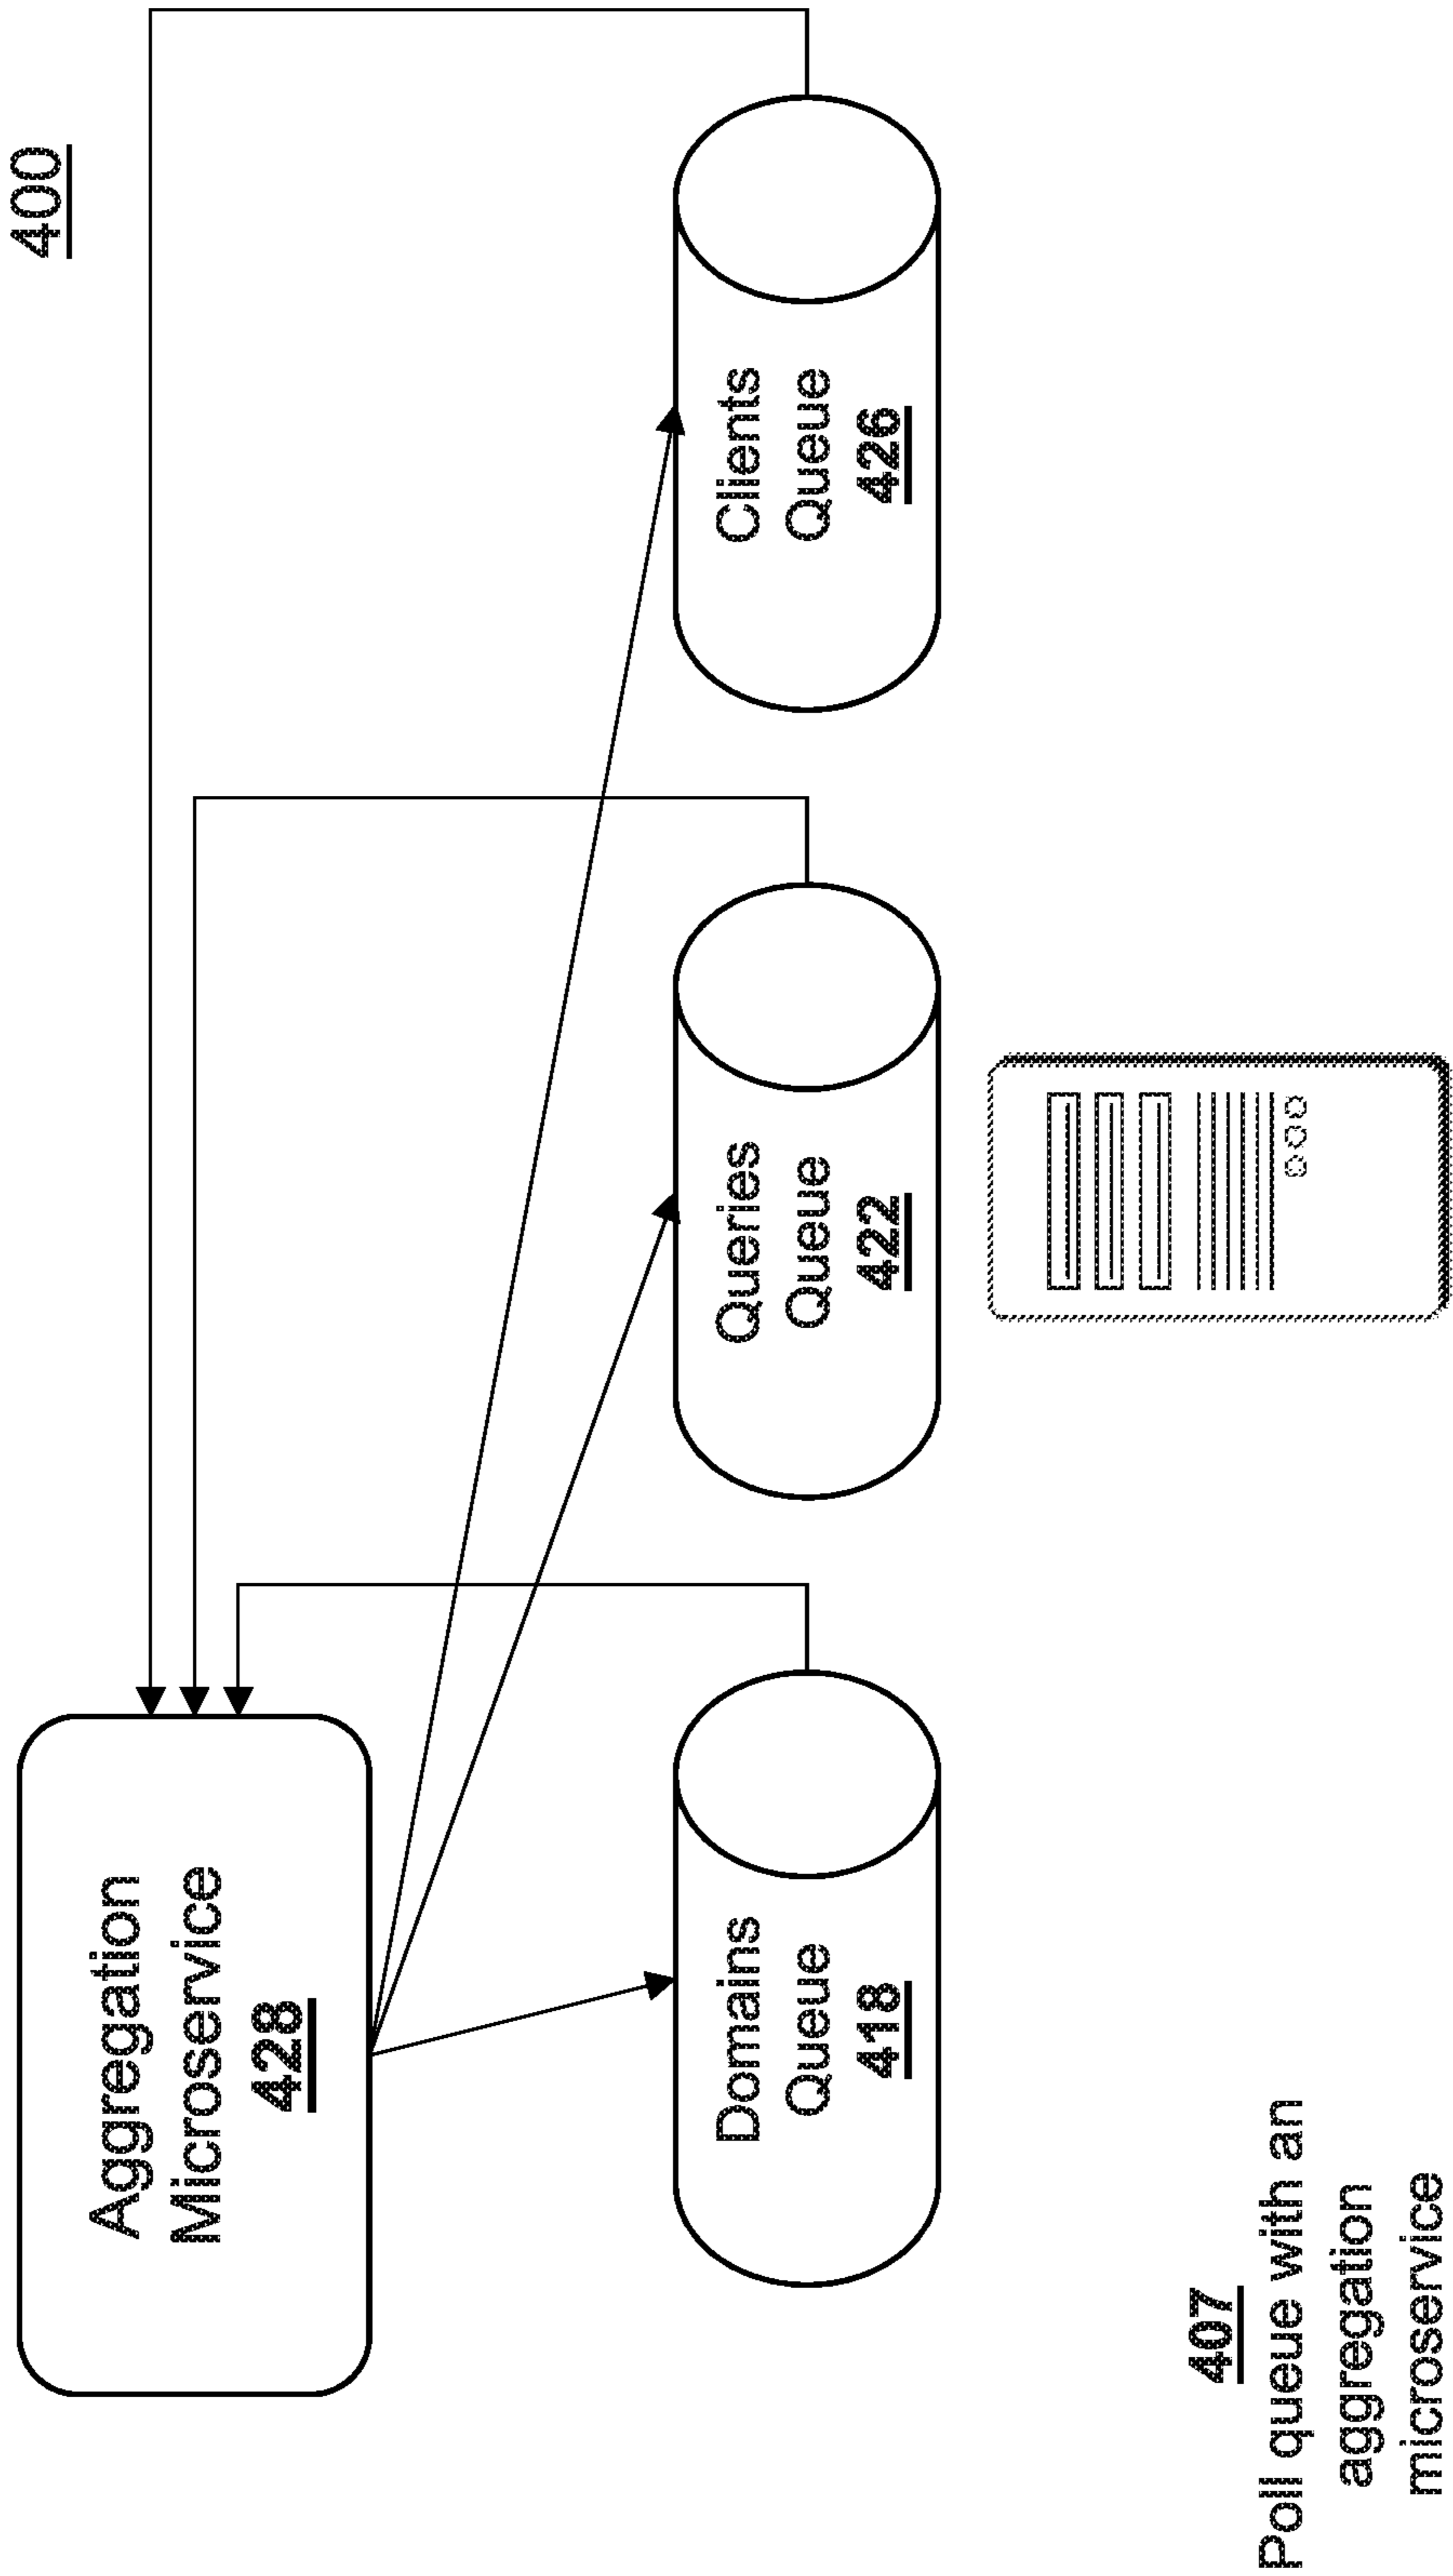 400
Aggregation
Microservice
428
Domains
Queue
418
Queries
Queue
422
Clients
Queue
426
407
Poll queue with an
aggregation
microservice